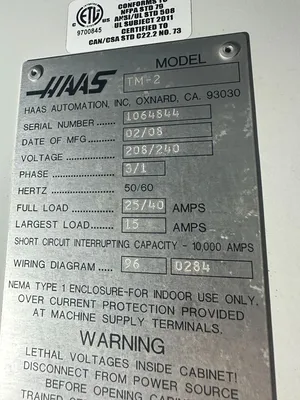 CONFORMS TO
NFPA STD 79
ANSI/UL STD 508
UL SUBJECT 2011
CERTIFIED TO
CAN/CSA STD C22.2 NO. 73
ETL
9700845
MODEL
HAAS TM-2
HAAS AUTOMATION, INC, OXNARD, CA. 93030
SERIAL NUMBER 1064844
DATE OF MFG 02/08
VOLTAGE 208/240
PHASE 3/1
HERTZ 50/60
FULL LOAD 25/40 AMPS
LARGEST LOAD 15 AMPS
SHORT CIRCUIT INTERRUPTING CAPACITY - 10,000 AMPS
WIRING DIAGRAM 96 0284
NEMA TYPE 1 ENCLOSURE-FOR INDOOR USE ONLY.
OVER CURRENT PROTECTION PROVIDED
AT MACHINE SUPPLY TERMINALS.
WARNING
LETHAL VOLTAGES INSIDE CABINET!
DISCONNECT FROM POWER SOURCE
BEFORE OPENING
TRAINED